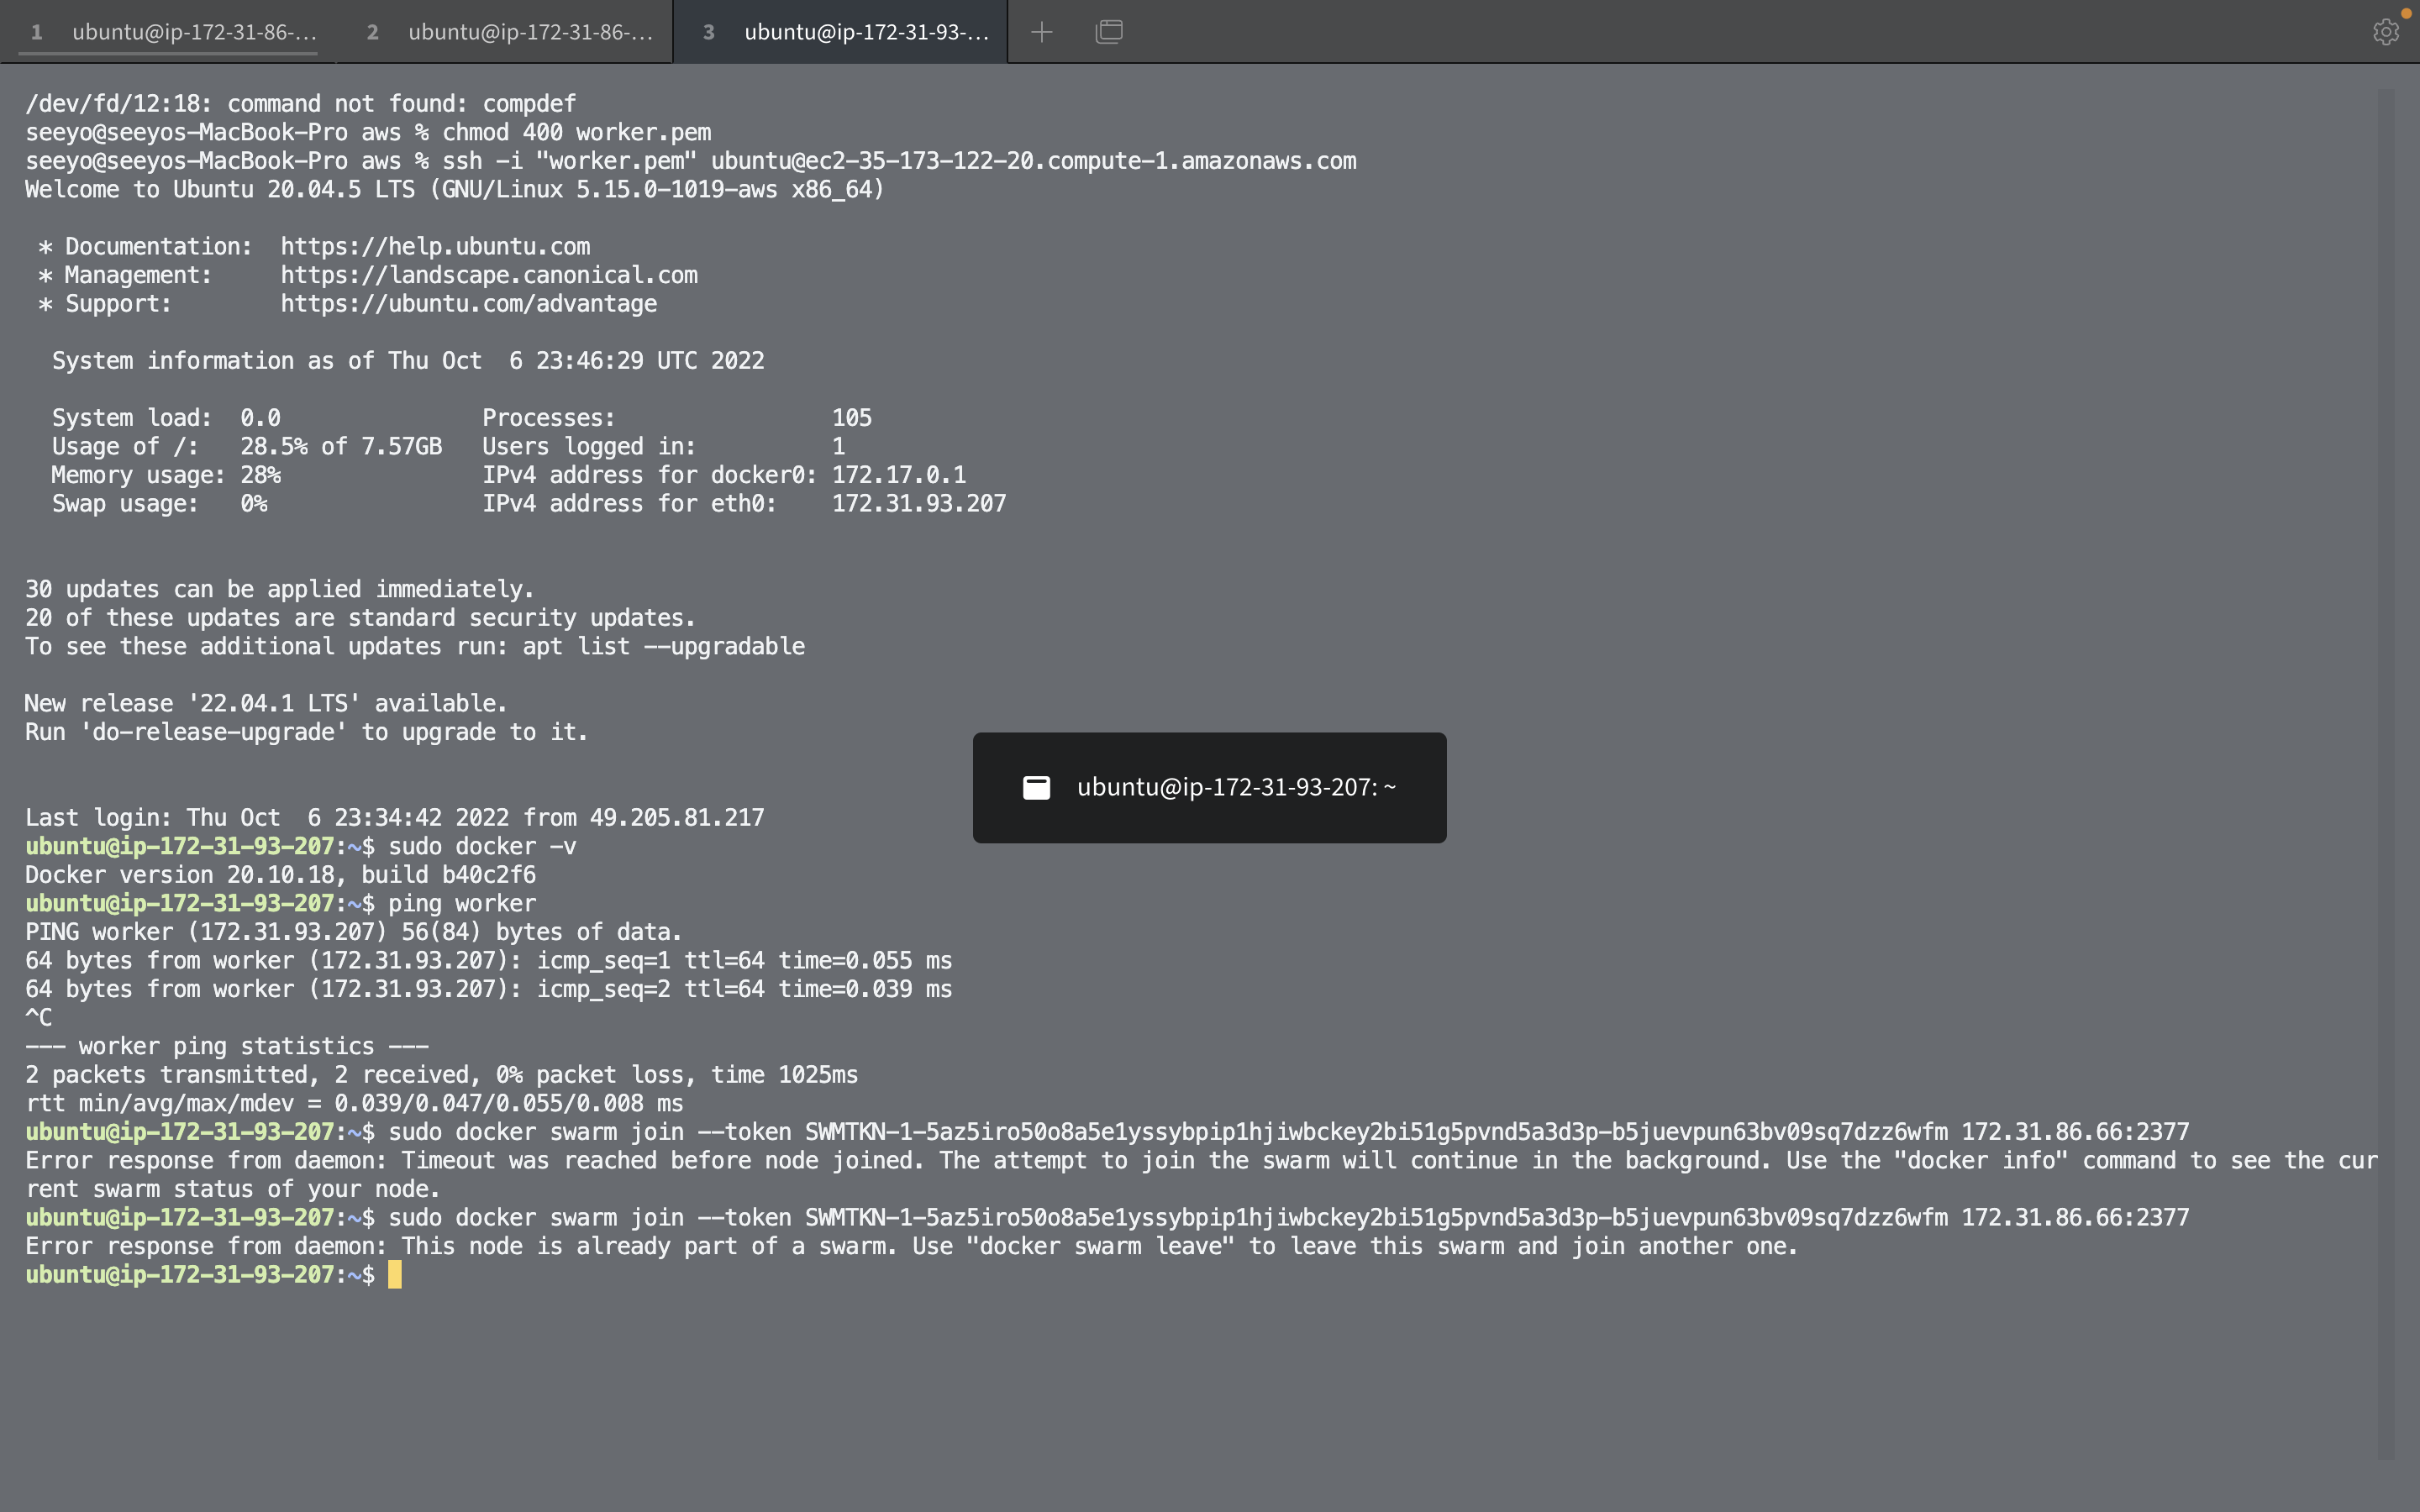 1 ubuntu@ip-172-31-86-... 2 ubuntu@ip-172-31-86-... 3 ubuntu@ip-172-31-93-...
/dev/fd/12:18: command not found: compdef
seeyo@seeyos-MacBook-Pro aws % chmod 400 worker.pem
seeyo@seeyos-MacBook-Pro aws % ssh -i "worker.pem" ubuntu@ec2-35-173-122-20.compute-1.amazonaws.com
Welcome to Ubuntu 20.04.5 LTS (GNU/Linux 5.15.0-1019-aws x86_64)
* Documentation: https://help.ubuntu.com
* Management: https://landscape.canonical.com
* Support: https://ubuntu.com/advantage
System information as of Thu Oct 6 23:46:29 UTC 2022
System load: 0.0 Processes: 105
Usage of /: 28.5% of 7.57GB Users logged in: 1
Memory usage: 28% IPv4 address for docker0: 172.17.0.1
Swap usage: 0% IPv4 address for eth0: 172.31.93.207
30 updates can be applied immediately.
20 of these updates are standard security updates.
To see these additional updates run: apt list --upgradable
New release '22.04.1 LTS' available.
Run 'do-release-upgrade' to upgrade to it.
ubuntu@ip-172-31-93-207: ~
Last login: Thu Oct 6 23:34:42 2022 from 49.205.81.217
ubuntu@ip-172-31-93-207:~$ sudo docker -v
Docker version 20.10.18, build b40c2f6
ubuntu@ip-172-31-93-207:~$ ping worker
PING worker (172.31.93.207) 56(84) bytes of data.
64 bytes from worker (172.31.93.207): icmp_seq=1 ttl=64 time=0.055 ms
64 bytes from worker (172.31.93.207): icmp_seq=2 ttl=64 time=0.039 ms
^C
--- worker ping statistics ---
2 packets transmitted, 2 received, 0% packet loss, time 1025ms
rtt min/avg/max/mdev = 0.039/0.047/0.055/0.008 ms
ubuntu@ip-172-31-93-207:~$ sudo docker swarm join --token SWMTKN-1-5az5iro50o8a5e1yssybpip1hjiwbckey2bi51g5pvnd5a3d3p-b5juevpun63bv09sq7dzz6wfm 172.31.86.66:2377
Error response from daemon: Timeout was reached before node joined. The attempt to join the swarm will continue in the background. Use the "docker info" command to see the cur
rent swarm status of your node.
ubuntu@ip-172-31-93-207:~$ sudo docker swarm join --token SWMTKN-1-5az5iro50o8a5e1yssybpip1hjiwbckey2bi51g5pvnd5a3d3p-b5juevpun63bv09sq7dzz6wfm 172.31.86.66:2377
Error response from daemon: This node is already part of a swarm. Use "docker swarm leave" to leave this swarm and join another one.
ubuntu@ip-172-31-93-207:~$